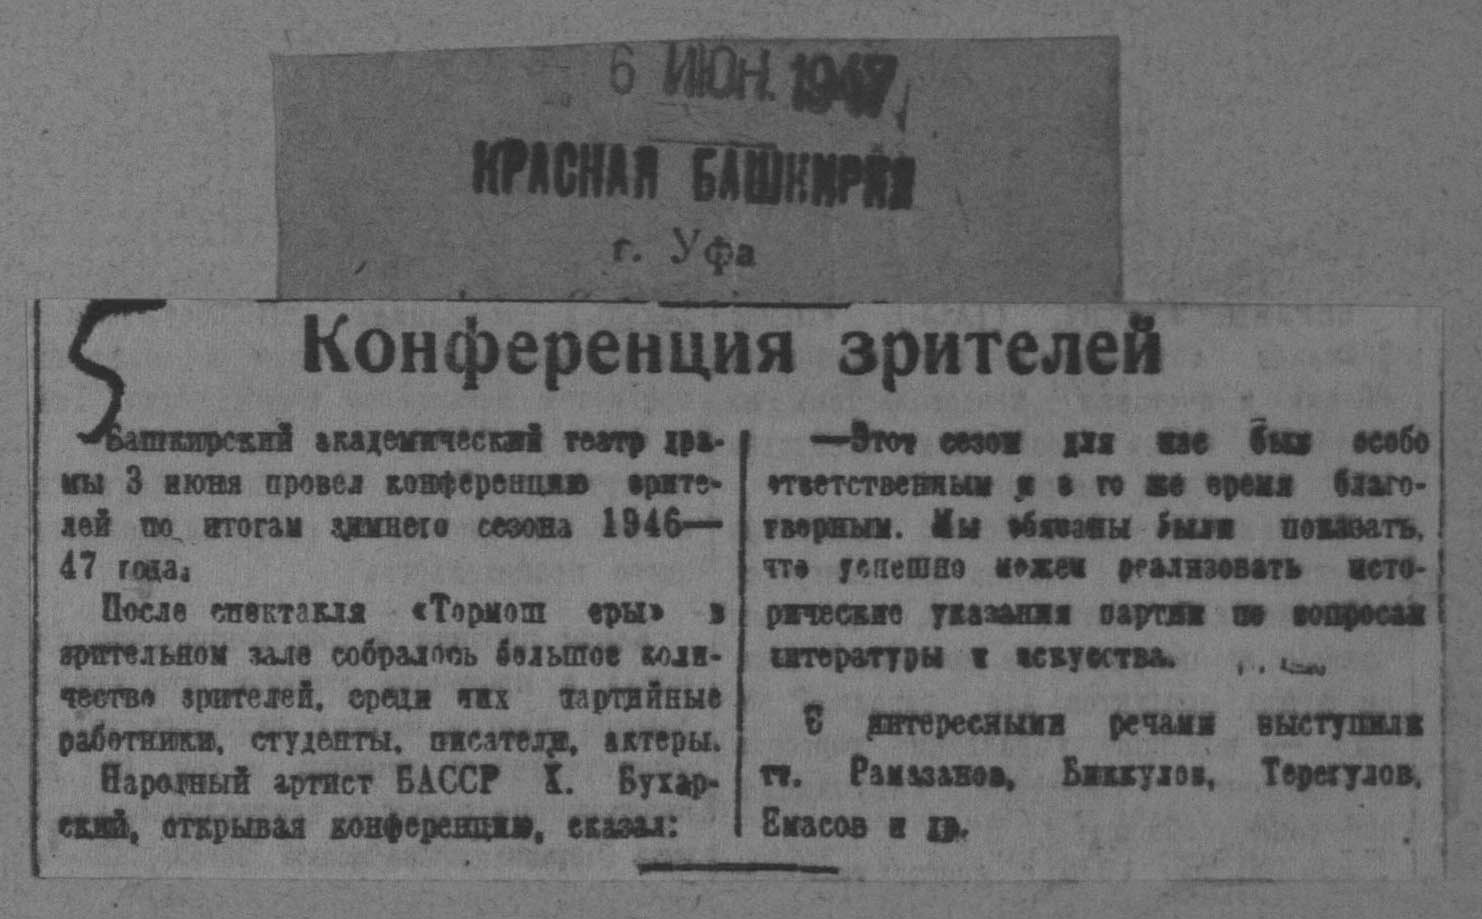 6 ИЮН. 1947
КРАСНАЯ БАШКИРИЯ
г. Уфа
5
Конференция зрителей
Башкирский академический театр дра-
мы 3 июня провел конференцию зрите-
лей по итогам зимнего сезона 1946—
47 года.
После спектакля «Тормош юры» в
зрительном зале собралось большое коли-
чество зрителей, среди них партийные
работники, студенты, писатели, актеры.
Народный артист БАССР Х. Бухар-
ский, открывая конференцию, сказал:
—Этот сезон для нас был особо
ответственным и в то же время благо-
творным. Мы обязаны были показать,
что успешно можем реализовать исто-
рические указания партии по вопросам
литературы и искусства.
С интересными речами выступили
тт. Рамазанов, Биккулов, Терегулов,
Емасов и др.